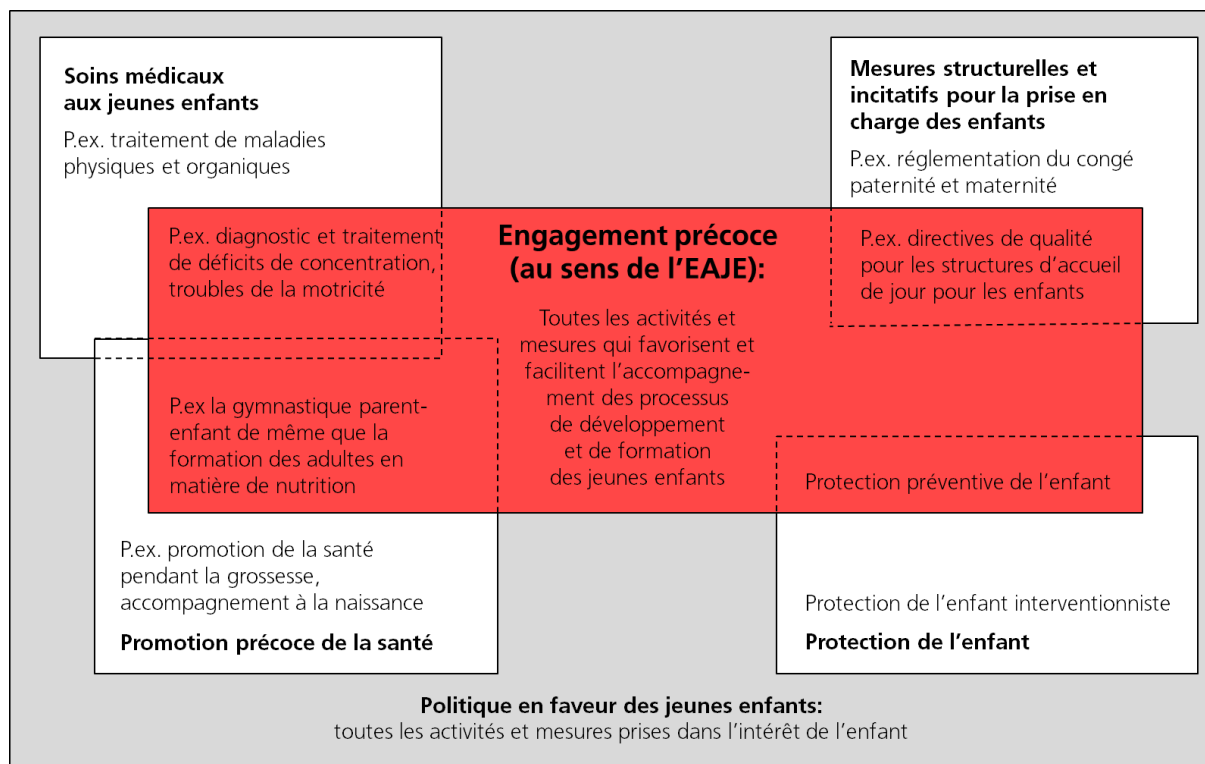 Soins médicaux
aux jeunes enfants
P.ex. traitement de maladies
physiques et organiques
Mesures structurelles et
incitatifs pour la prise en
charge des enfants
P.ex. réglementation du congé
paternité et maternité
P.ex. diagnostic et traitement
de déficits de concentration,
troubles de la motricité
Engagement précoce
(au sens de l’EAJE):
Toutes les activités et
mesures qui favorisent et
facilitent l’accompagne-
ment des processus
de développement
et de formation
des jeunes enfants
P.ex. directives de qualité
pour les structures d’accueil
de jour pour les enfants
P.ex la gymnastique parent-
enfant de même que la
formation des adultes en
matière de nutrition
Protection préventive de l’enfant
P.ex. promotion de la santé
pendant la grossesse,
accompagnement à la naissance
Promotion précoce de la santé
Protection de l’enfant interventionniste
Protection de l’enfant
Politique en faveur des jeunes enfants:
toutes les activités et mesures prises dans l’intérêt de l’enfant